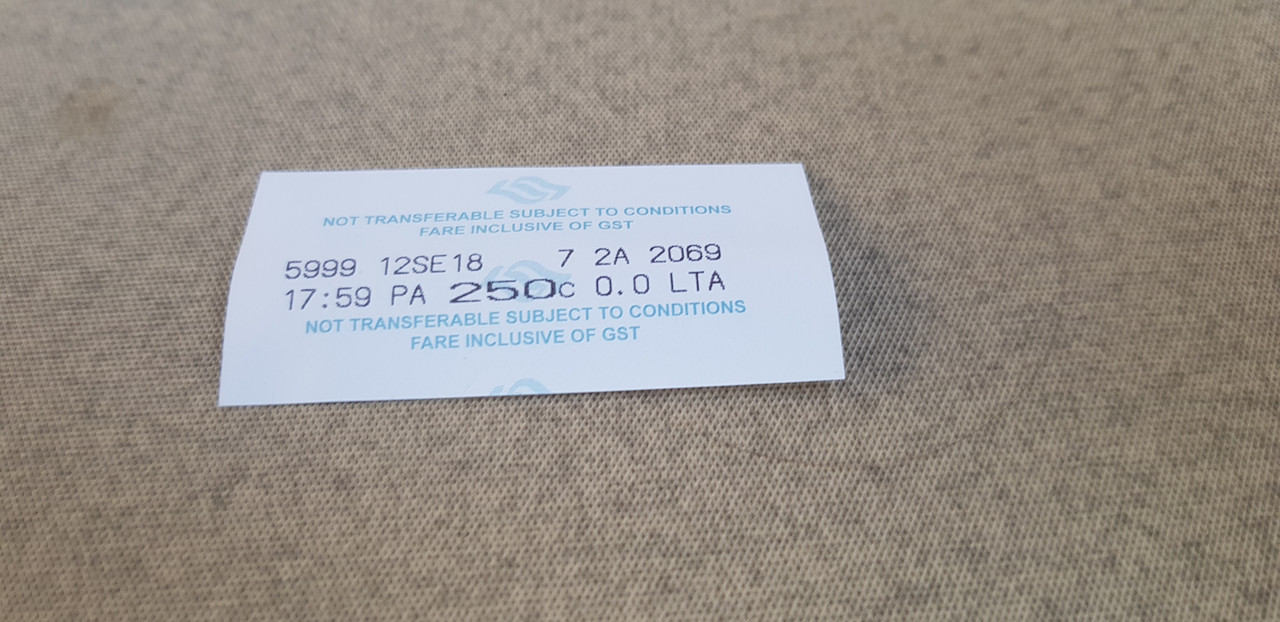 NOT TRANSFERABLE SUBJECT TO CONDITIONS
FARE INCLUSIVE OF GST
5999 12SE18 7 2A 2069
17:59 PA 250c 0.0 LTA
NOT TRANSFERABLE SUBJECT TO CONDITIONS
FARE INCLUSIVE OF GST